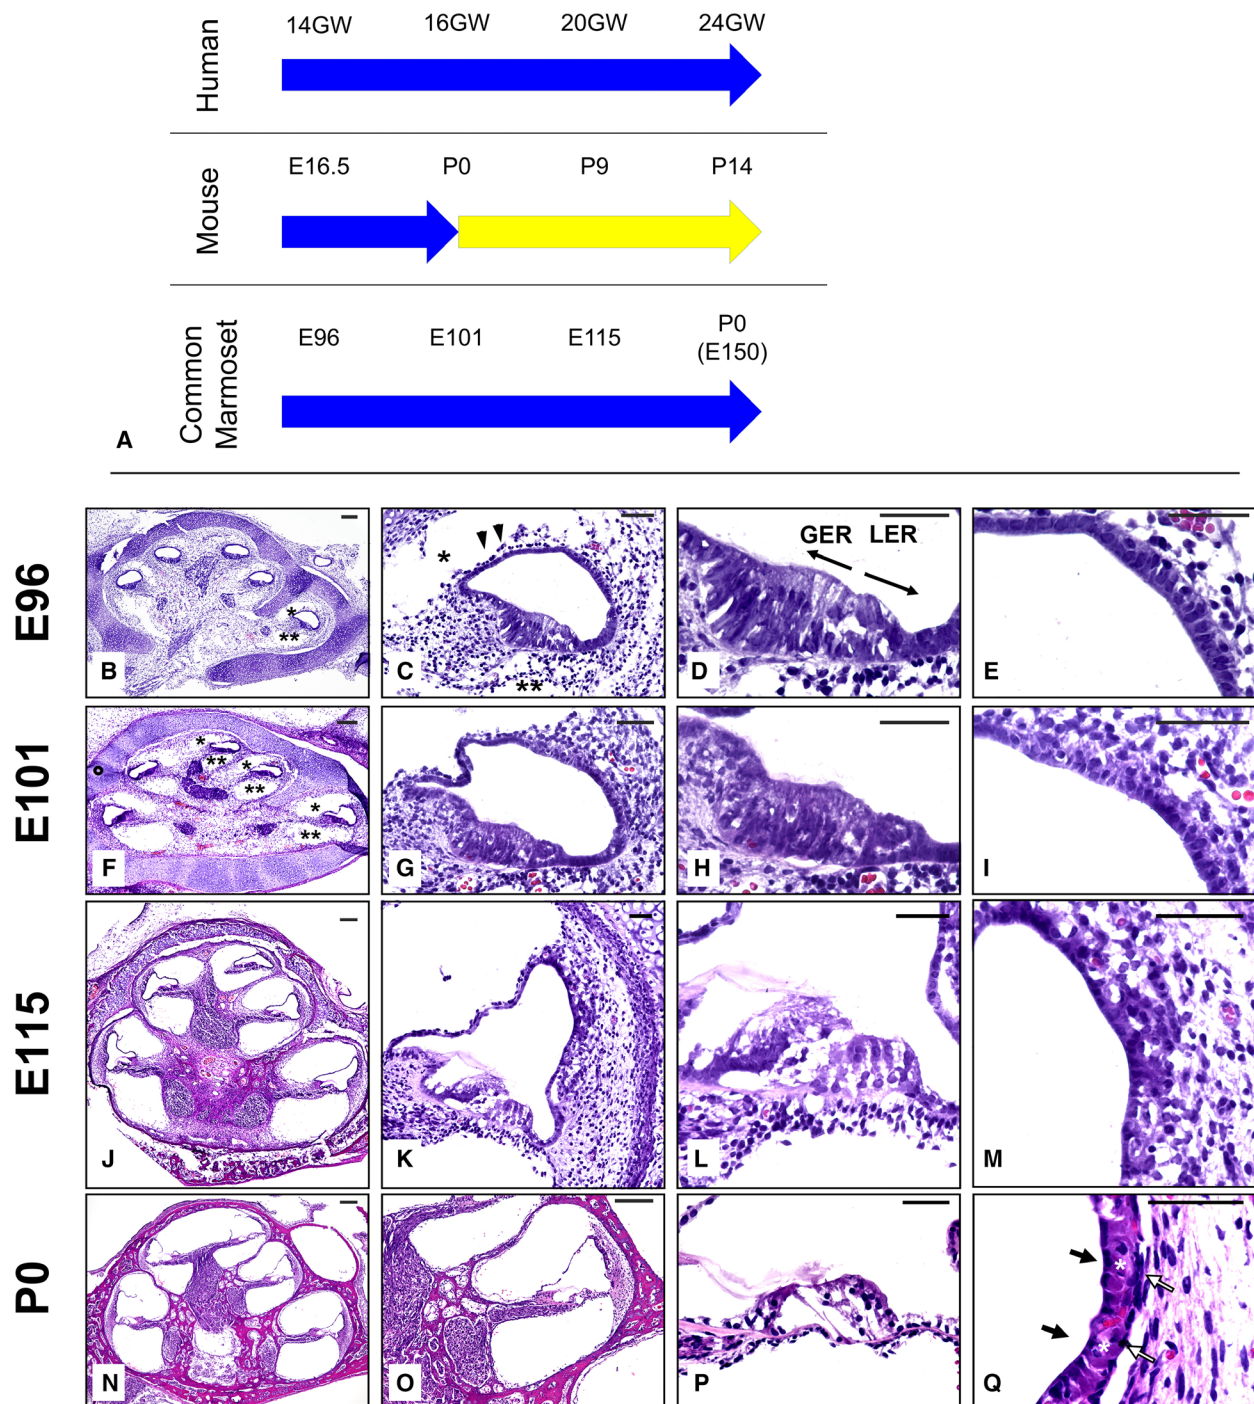 Human
14GW 16GW 20GW 24GW
Mouse
E16.5 P0 P9 P14
Common
Marmoset
E96 E101 E115 P0
(E150)
A
E96
B
*
**
C
*
**
D
GER LER
E
E101
F
*
**
*
**
*
**
G
H
I
E115
J
K
L
M
P0
N
O
P
Q
*
*